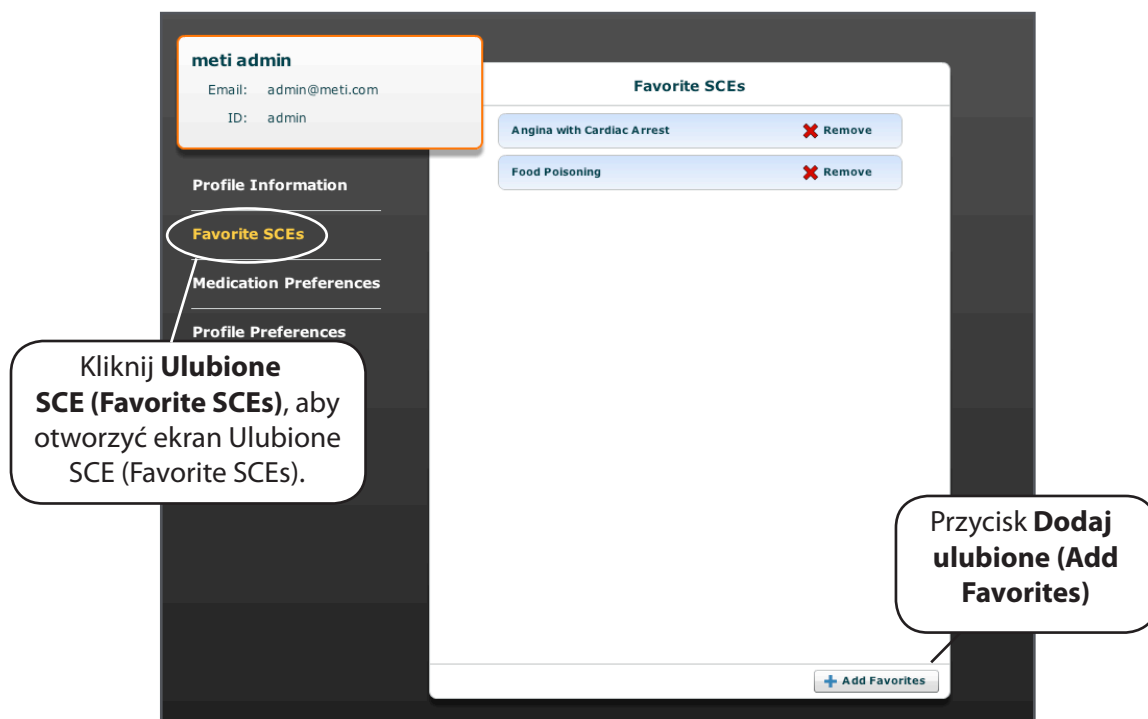 meti admin
Email: admin@meti.com
ID: admin
Profile Information
Favorite SCEs
Medication Preferences
Profile Preferences
Favorite SCEs
Angina with Cardiac Arrest Remove
Food Poisoning Remove
Kliknij Ulubione
SCE (Favorite SCEs), aby
otworzyć ekran Ulubione
SCE (Favorite SCEs).
Przycisk Dodaj
ulubione (Add
Favorites)
Add Favorites